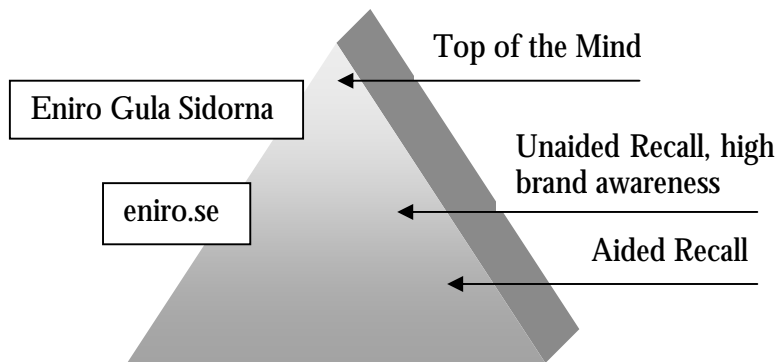 Top of the Mind
Eniro Gula Sidorna
Unaided Recall, high
brand awareness
eniro.se
Aided Recall